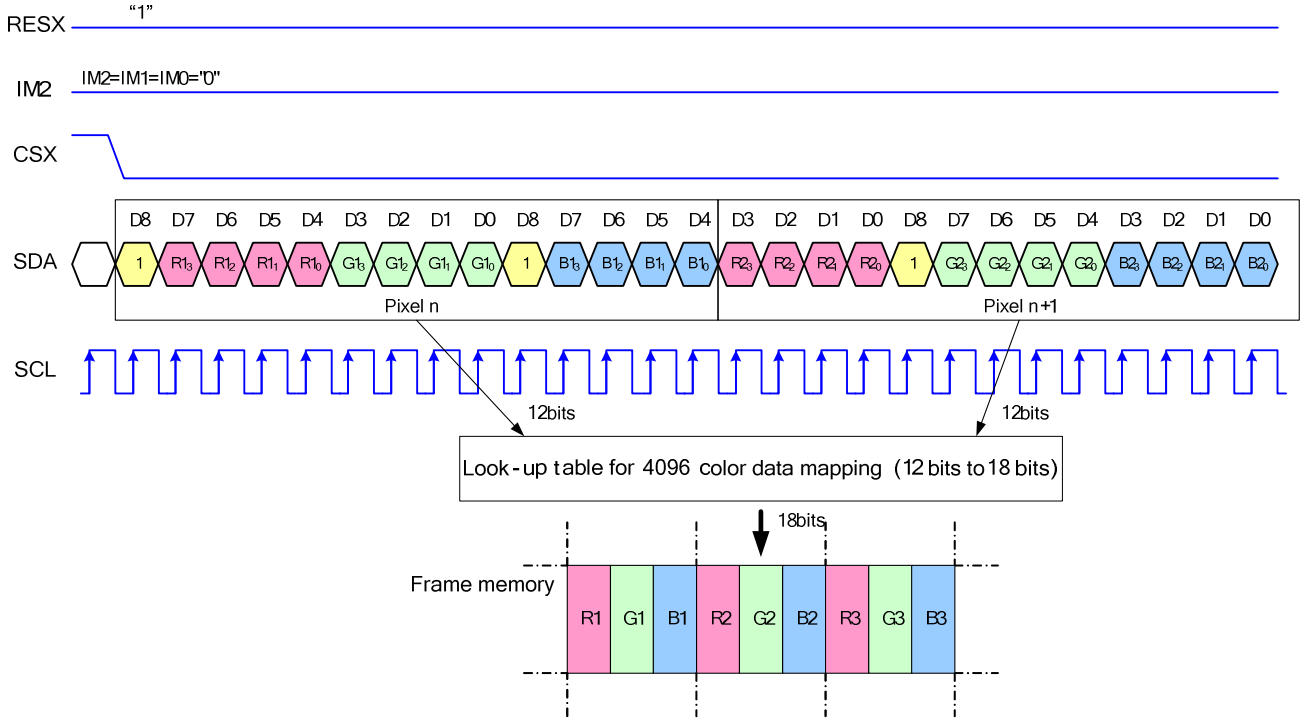 RESX "1"
IM2 IM2=IM1=IM0="0"
CSX
D8 D7 D6 D5 D4 D3 D2 D1 D0 D8 D7 D6 D5 D4 D3 D2 D1 D0 D8 D7 D6 D5 D4 D3 D2 D1 D0
SDA 1 R1₃ R1₂ R1₁ R1₀ G1₃ G1₂ G1₁ G1₀ 1 B1₃ B1₂ B1₁ B1₀ R2₃ R2₂ R2₁ R2₀ 1 G2₃ G2₂ G2₁ G2₀ B2₃ B2₂ B2₁ B2₀
Pixel n Pixel n+1
SCL
12bits 12bits
Look-up table for 4096 color data mapping (12 bits to 18 bits)
18bits
Frame memory
R1 G1 B1 R2 G2 B2 R3 G3 B3